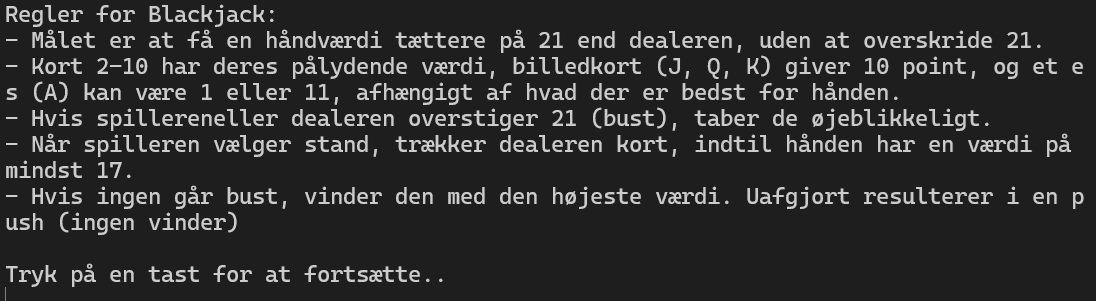 Regler for Blackjack:
- Målet er at få en håndværdi tættere på 21 end dealeren, uden at overskride 21.
- Kort 2-10 har deres pålydende værdi, billedkort (J, Q, K) giver 10 point, og et e
s (A) kan være 1 eller 11, afhængigt af hvad der er bedst for hånden.
- Hvis spillereneller dealeren overstiger 21 (bust), taber de øjeblikkeligt.
- Når spilleren vælger stand, trækker dealeren kort, indtil hånden har en værdi på
mindst 17.
- Hvis ingen går bust, vinder den med den højeste værdi. Uafgjort resulterer i en p
ush (ingen vinder)
Tryk på en tast for at fortsætte..